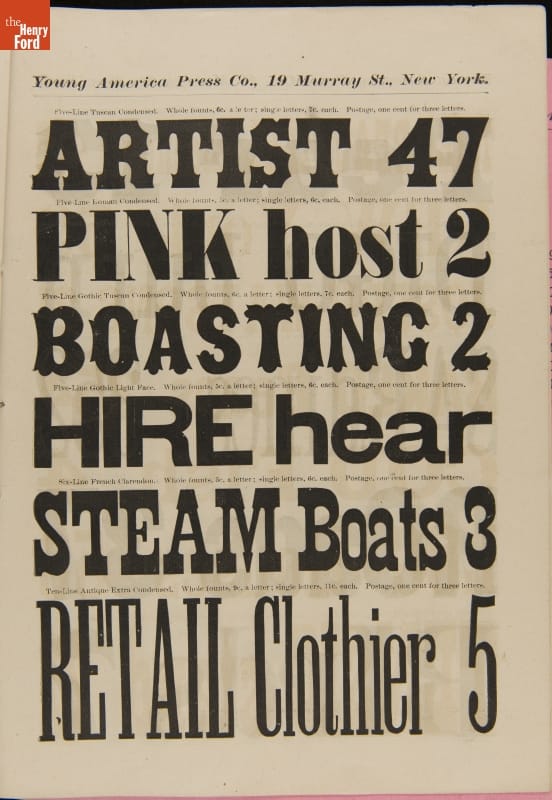 the
Henry
Ford
Young America Press Co., 19 Murray St., New York.
Five-Line Tuscan Condensed. Whole founts, 6c. a letter; single letters, 7c. each. Postage, one cent for three letters.
ARTIST 47
Five-Line Roman Condensed. Whole founts, 5c. a letter; single letters, 6c. each. Postage, one cent for three letters.
PINK host 2
Five-Line Gothic Tuscan Condensed. Whole founts, 6c. a letter; single letters, 7c. each. Postage, one cent for three letters.
BOASTING 2
Five-Line Gothic Light Face. Whole founts, 5c. a letter; single letters, 6c. each. Postage, one cent for three letters.
HIRE hear
Six-Line French Clarendon. Whole founts, 5c. a letter; single letters, 6c. each. Postage, one cent for three letters.
STEAM Boats 3
Ten-Line Antique Extra Condensed. Whole founts, 9c. a letter; single letters, 11c. each. Postage, one cent for three letters.
RETAIL Clothier 5